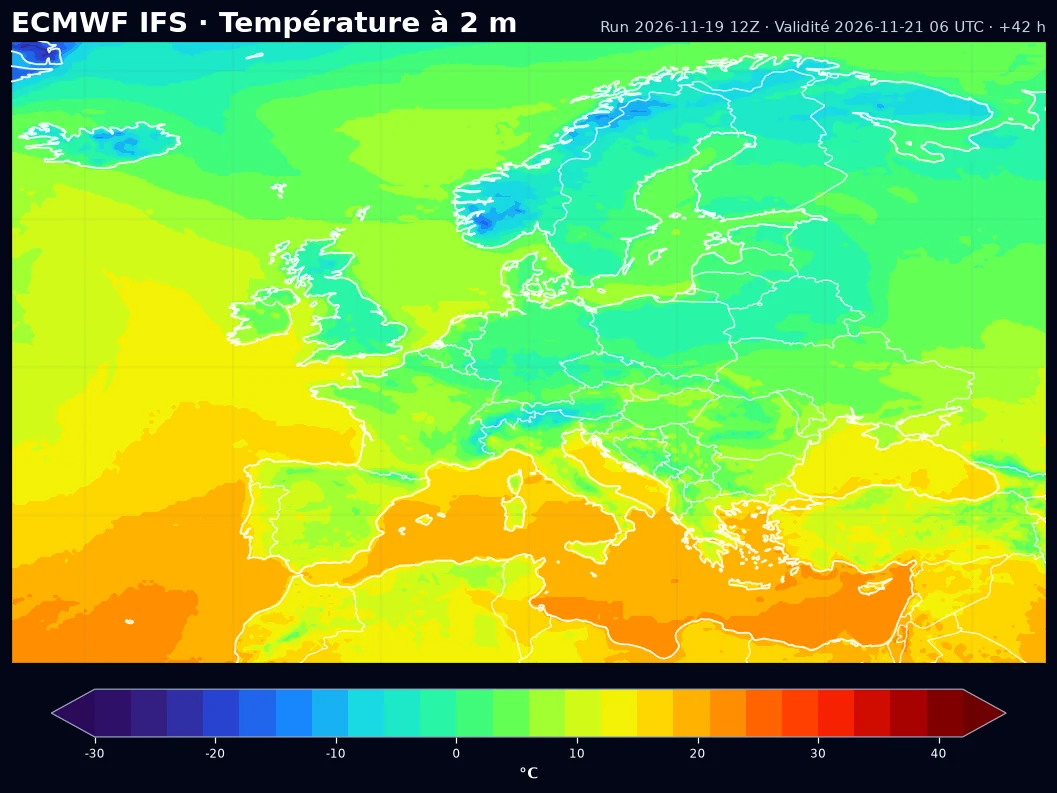 ECMWF IFS · Température à 2 m
Run 2026-11-19 12Z · Validité 2026-11-21 06 UTC · +42 h
-30 -20 -10 0 10 20 30 40
°C